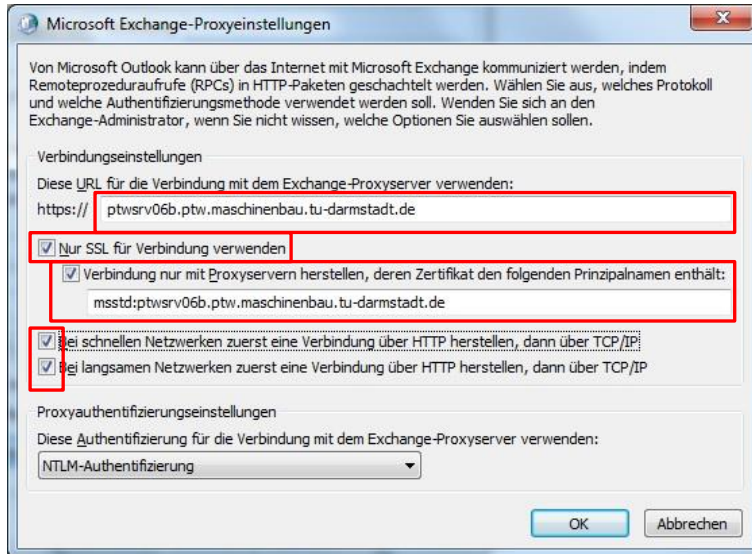 Microsoft Exchange-Proxyeinstellungen
Von Microsoft Outlook kann über das Internet mit Microsoft Exchange kommuniziert werden, indem
Remoteprozeduraufrufe (RPCs) in HTTP-Paketen geschachtelt werden. Wählen Sie aus, welches Protokoll
und welche Authentifizierungsmethode verwendet werden soll. Wenden Sie sich an den
Exchange-Administrator, wenn Sie nicht wissen, welche Optionen Sie auswählen sollen.
Verbindungseinstellungen
Diese URL für die Verbindung mit dem Exchange-Proxyserver verwenden:
https:// ptwsrv06b.ptw.maschinenbau.tu-darmstadt.de
Nur SSL für Verbindung verwenden
Verbindung nur mit Proxyservern herstellen, deren Zertifikat den folgenden Prinzipalnamen enthält:
msstd:ptwsrv06b.ptw.maschinenbau.tu-darmstadt.de
Bei schnellen Netzwerken zuerst eine Verbindung über HTTP herstellen, dann über TCP/IP
Bei langsamen Netzwerken zuerst eine Verbindung über HTTP herstellen, dann über TCP/IP
Proxyauthentifizierungseinstellungen
Diese Authentifizierung für die Verbindung mit dem Exchange-Proxyserver verwenden:
NTLM-Authentifizierung
OK Abbrechen